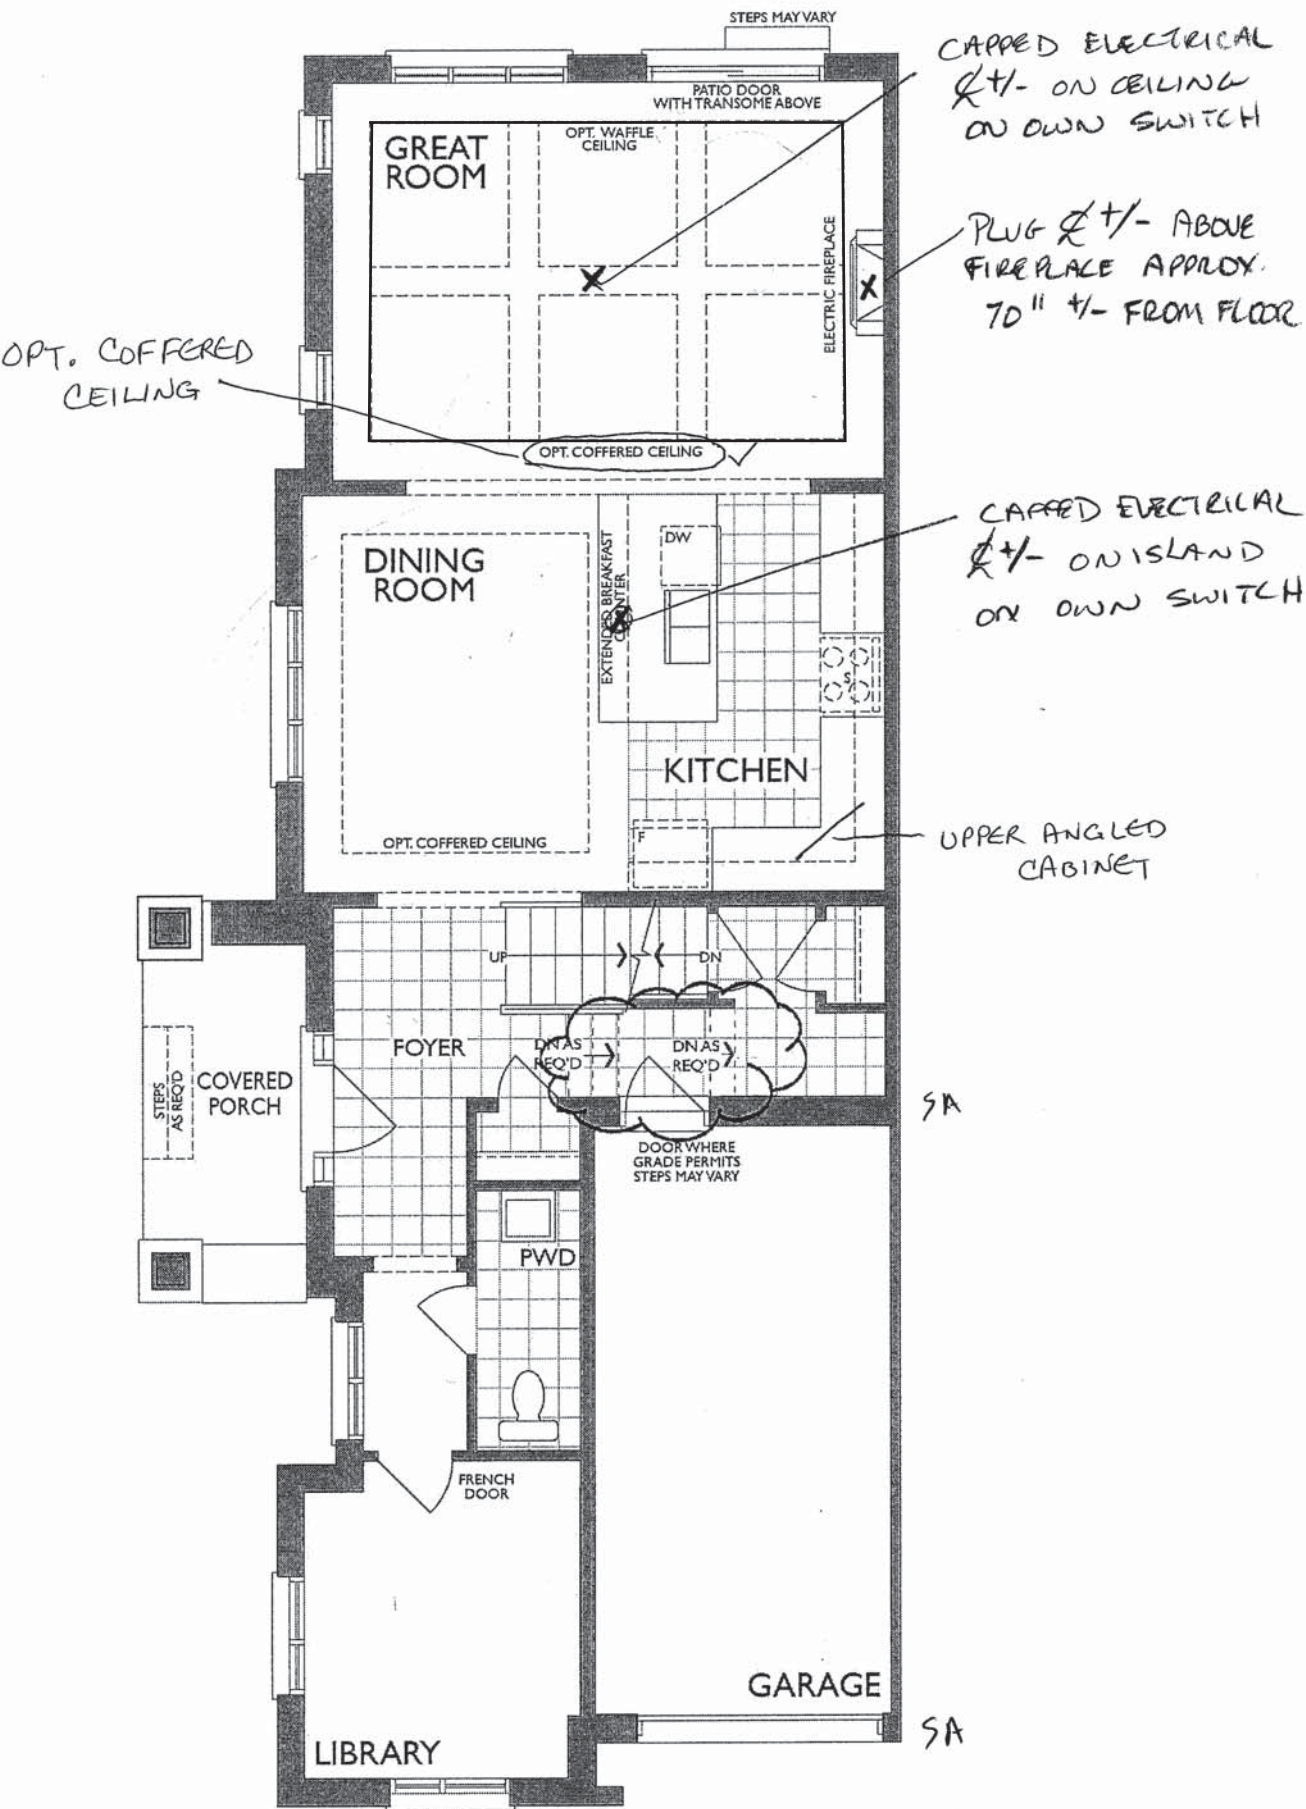 STEPS MAY VARY
CAPPED ELECTRICAL
℄ +/- ON CEILING
ON OWN SWITCH
PATIO DOOR
WITH TRANSOME ABOVE
GREAT
ROOM
OPT. WAFFLE
CEILING
ELECTRIC FIREPLACE
PLUG ℄ +/- ABOVE
FIREPLACE APPROX.
70" +/- FROM FLOOR
OPT. COFFERED
CEILING
OPT. COFFERED CEILING
CAPPED ELECTRICAL
℄ +/- ON ISLAND
ON OWN SWITCH
DINING
ROOM
EXTENDED BREAKFAST
COUNTER
DW
S
KITCHEN
OPT. COFFERED CEILING
F
UPPER ANGLED
CABINET
UP
DN
FOYER
DN AS
REQ'D
DN AS
REQ'D
STEPS
AS REQ'D
COVERED
PORCH
SA
DOOR WHERE
GRADE PERMITS
STEPS MAY VARY
PWD
FRENCH
DOOR
GARAGE
SA
LIBRARY